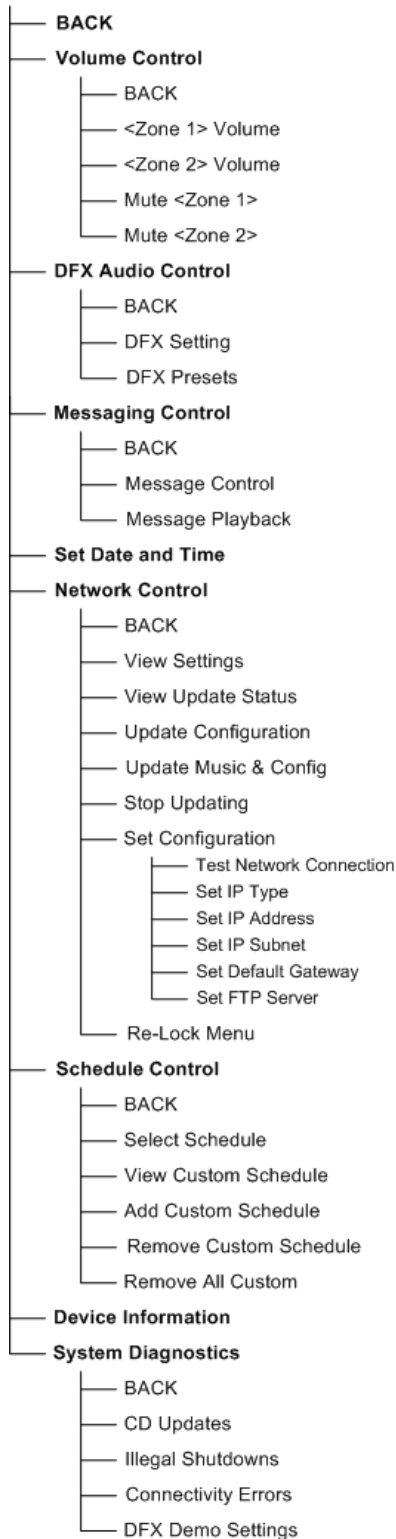 BACK
Volume Control
BACK
<Zone 1> Volume
<Zone 2> Volume
Mute <Zone 1>
Mute <Zone 2>
DFX Audio Control
BACK
DFX Setting
DFX Presets
Messaging Control
BACK
Message Control
Message Playback
Set Date and Time
Network Control
BACK
View Settings
View Update Status
Update Configuration
Update Music & Config
Stop Updating
Set Configuration
Test Network Connection
Set IP Type
Set IP Address
Set IP Subnet
Set Default Gateway
Set FTP Server
Re-Lock Menu
Schedule Control
BACK
Select Schedule
View Custom Schedule
Add Custom Schedule
Remove Custom Schedule
Remove All Custom
Device Information
System Diagnostics
BACK
CD Updates
Illegal Shutdowns
Connectivity Errors
DFX Demo Settings